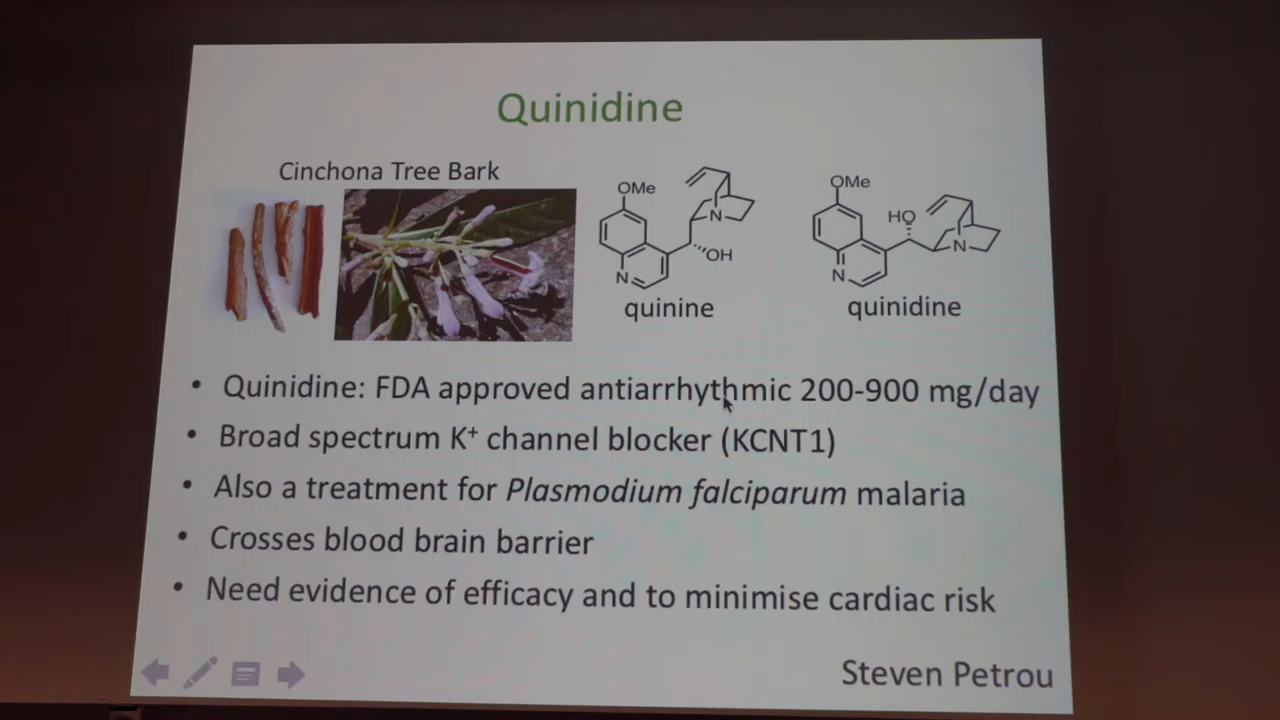 Quinidine
Cinchona Tree Bark
OMe
N
N
OH
quinine
OMe
HO
N
N
quinidine
• Quinidine: FDA approved antiarrhythmic 200-900 mg/day
• Broad spectrum K⁺ channel blocker (KCNT1)
• Also a treatment for Plasmodium falciparum malaria
• Crosses blood brain barrier
• Need evidence of efficacy and to minimise cardiac risk
Steven Petrou